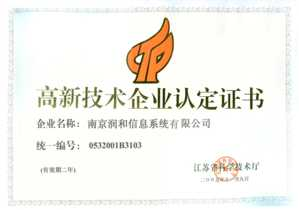 高新技术企业认定证书
企业名称：南京润和信息系统有限公司
统一编号：0532001B3103
(有效期二年)
江苏省科学技术厅